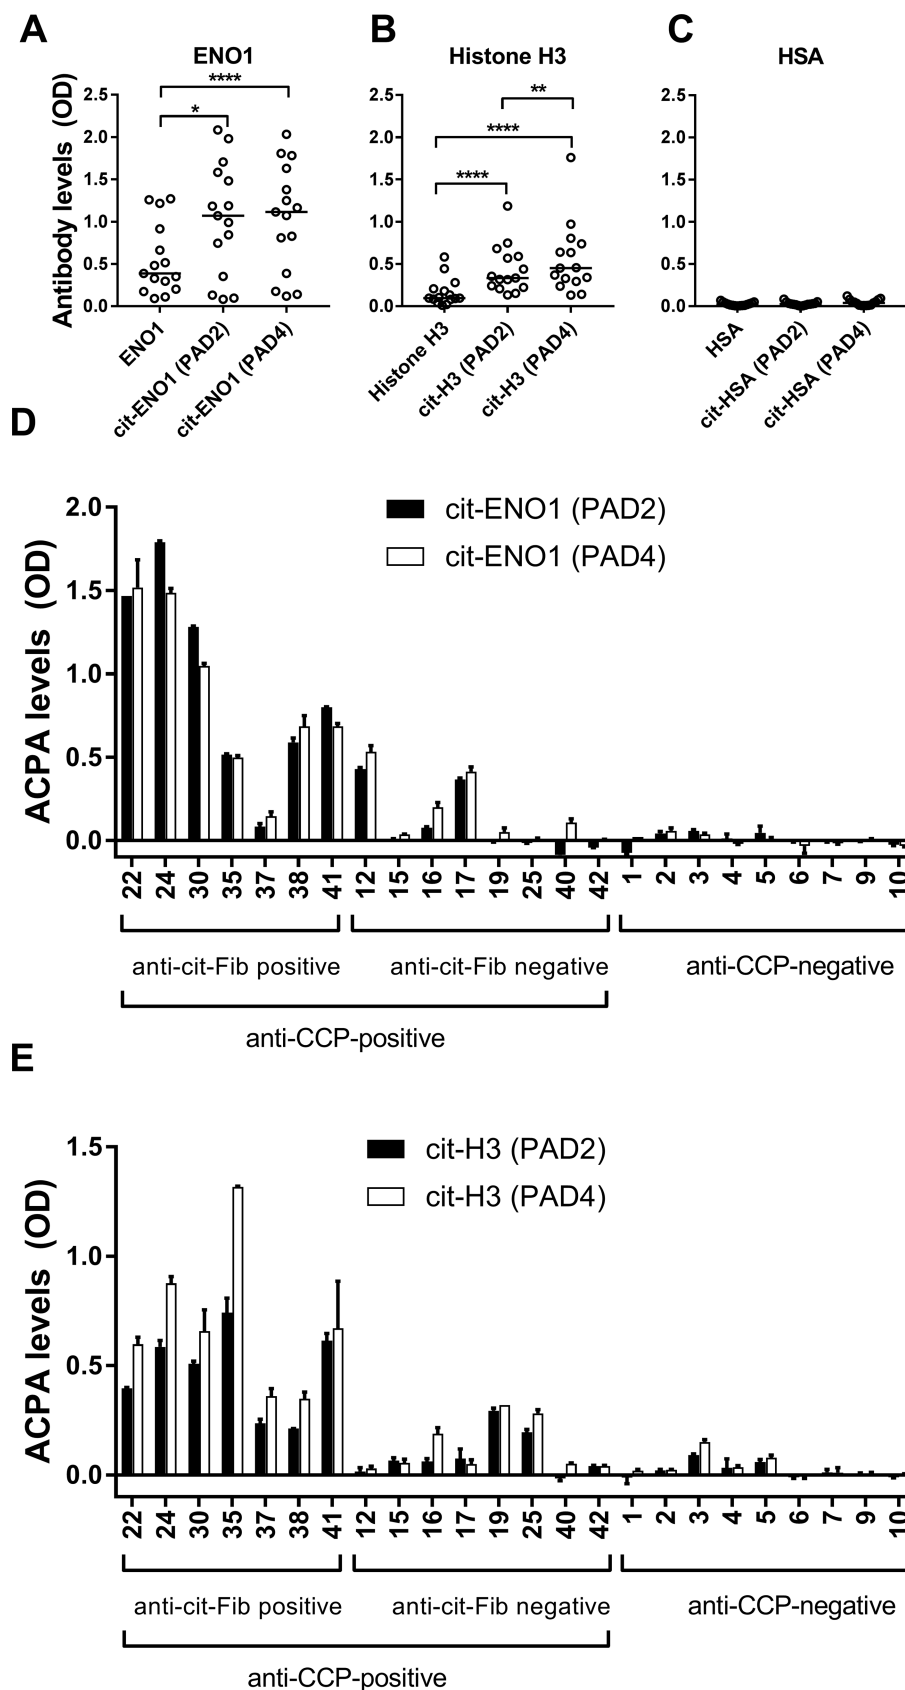 A
B
C
ENO1
Histone H3
HSA
Antibody levels (OD)
2.5
2.0
1.5
1.0
0.5
0.0
****
*
ENO1
cit-ENO1 (PAD2)
cit-ENO1 (PAD4)
2.5
2.0
1.5
1.0
0.5
0.0
**
****
****
Histone H3
cit-H3 (PAD2)
cit-H3 (PAD4)
2.5
2.0
1.5
1.0
0.5
0.0
HSA
cit-HSA (PAD2)
cit-HSA (PAD4)
D
ACPA levels (OD)
2.0
1.5
1.0
0.5
0.0
cit-ENO1 (PAD2)
cit-ENO1 (PAD4)
22 24 30 35 37 38 41 12 15 16 17 19 25 40 42 1 2 3 4 5 6 7 9 10
anti-cit-Fib positive anti-cit-Fib negative anti-CCP-negative
anti-CCP-positive
E
ACPA levels (OD)
1.5
1.0
0.5
0.0
cit-H3 (PAD2)
cit-H3 (PAD4)
22 24 30 35 37 38 41 12 15 16 17 19 25 40 42 1 2 3 4 5 6 7 9 10
anti-cit-Fib positive anti-cit-Fib negative anti-CCP-negative
anti-CCP-positive